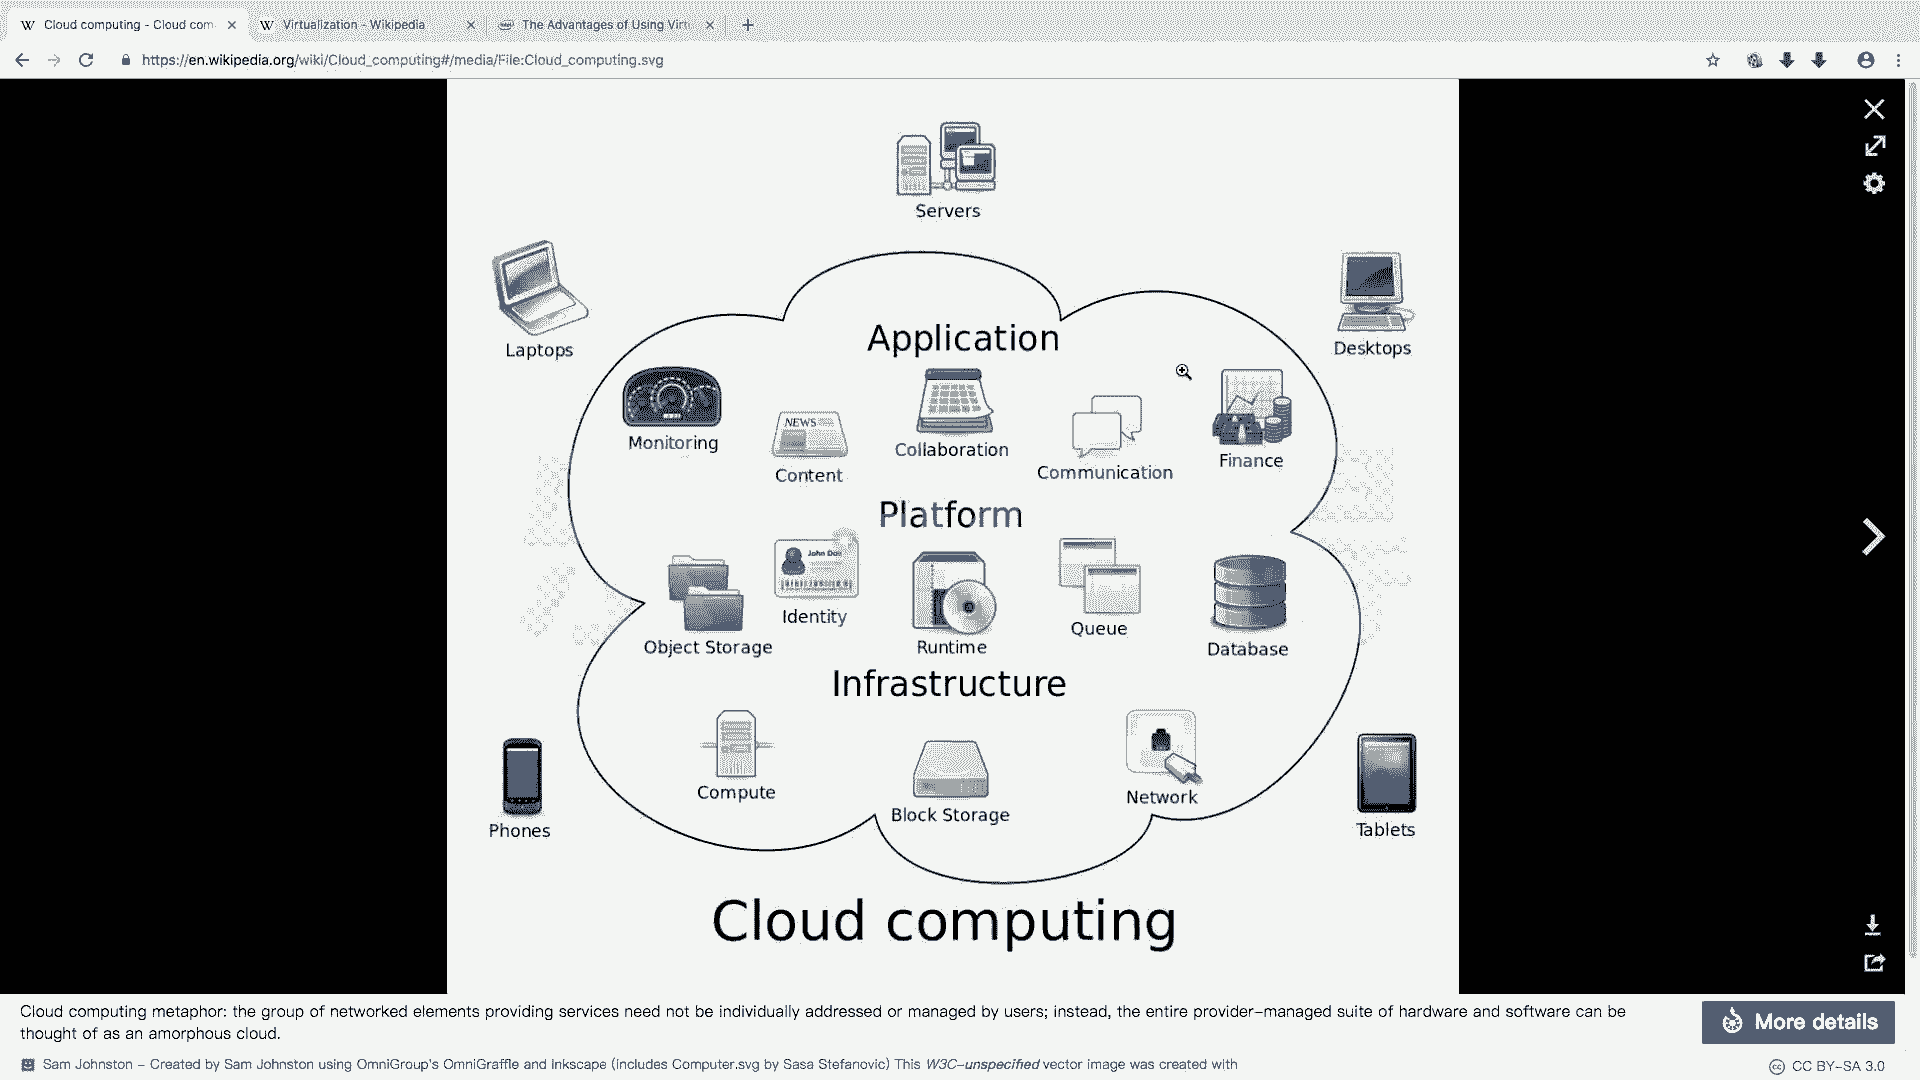 Cloud computing - Cloud com
Virtualization - Wikipedia
The Advantages of Using Virt
https://en.wikipedia.org/wiki/Cloud_computing#/media/File:Cloud_computing.svg
Servers
Laptops
Desktops
Application
Monitoring
Content
NEWS
Collaboration
Communication
Finance
Platform
Object Storage
John Doe
Identity
Runtime
Queue
Database
Infrastructure
Compute
Block Storage
Network
Phones
Tablets
Cloud computing
Cloud computing metaphor: the group of networked elements providing services need not be individually addressed or managed by users; instead, the entire provider-managed suite of hardware and software can be
thought of as an amorphous cloud.
More details
Sam Johnston - Created by Sam Johnston using OmniGroup's OmniGraffle and Inkscape (includes Computer.svg by Sasa Stefanovic) This W3C-unspecified vector image was created with
CC BY-SA 3.0